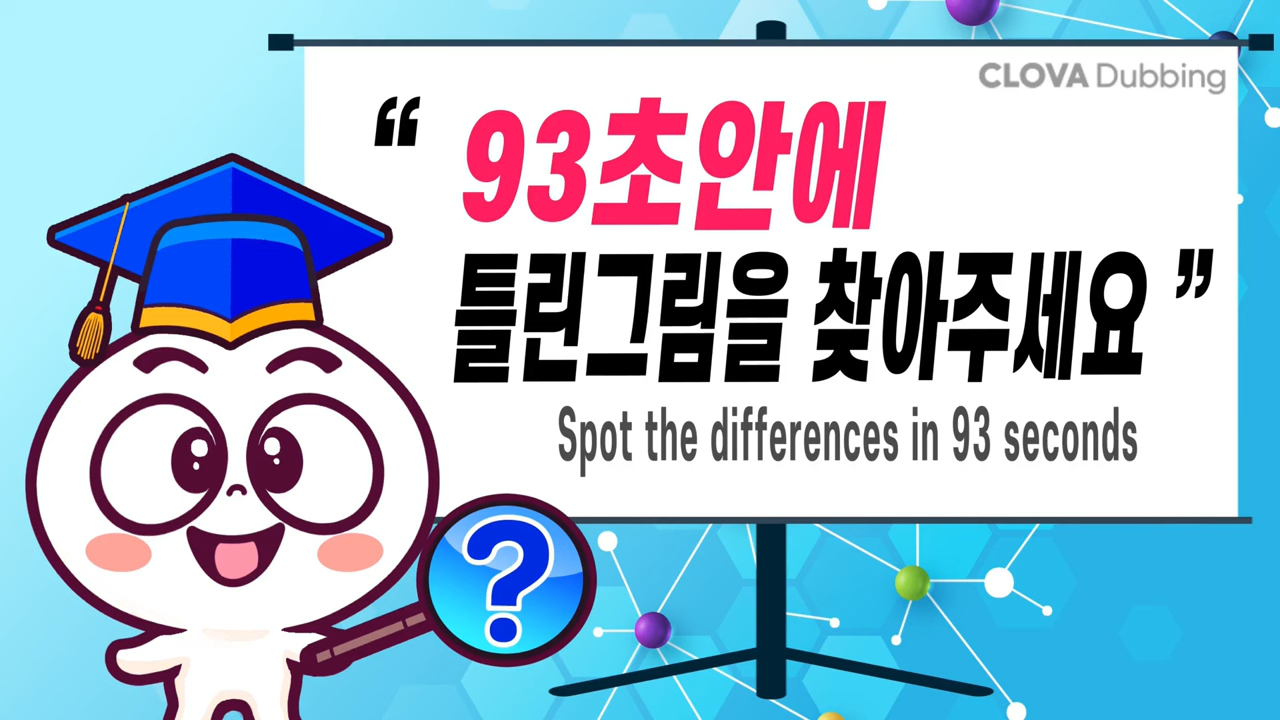 CLOVA Dubbing
“ 93초안에
틀린그림을 찾아주세요 ”
Spot the differences in 93 seconds
?